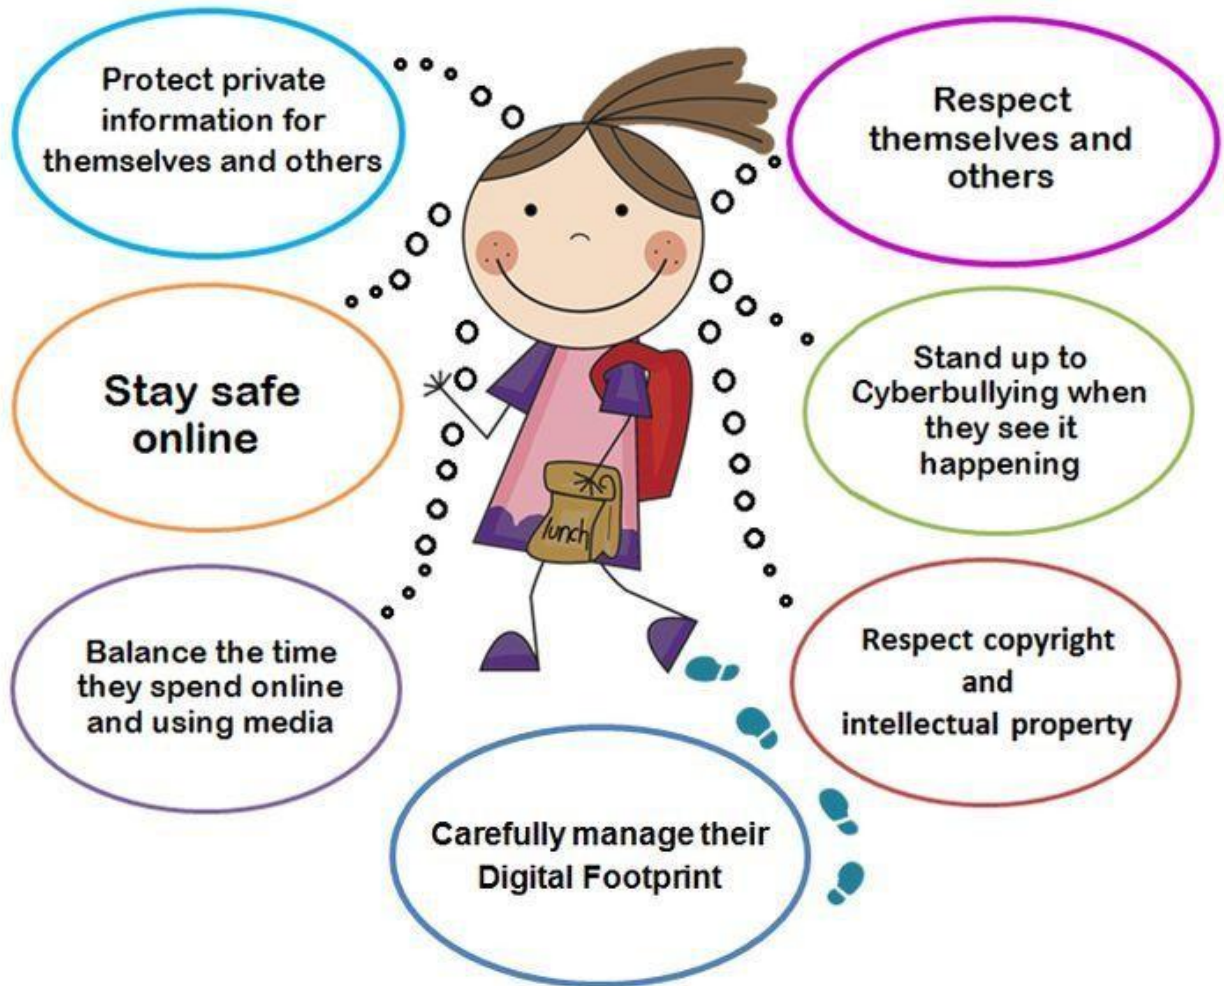 Protect private
information for
themselves and others
Respect
themselves and
others
Stay safe
online
Stand up to
Cyberbullying when
they see it
happening
lunch
Balance the time
they spend online
and using media
Respect copyright
and
intellectual property
Carefully manage their
Digital Footprint